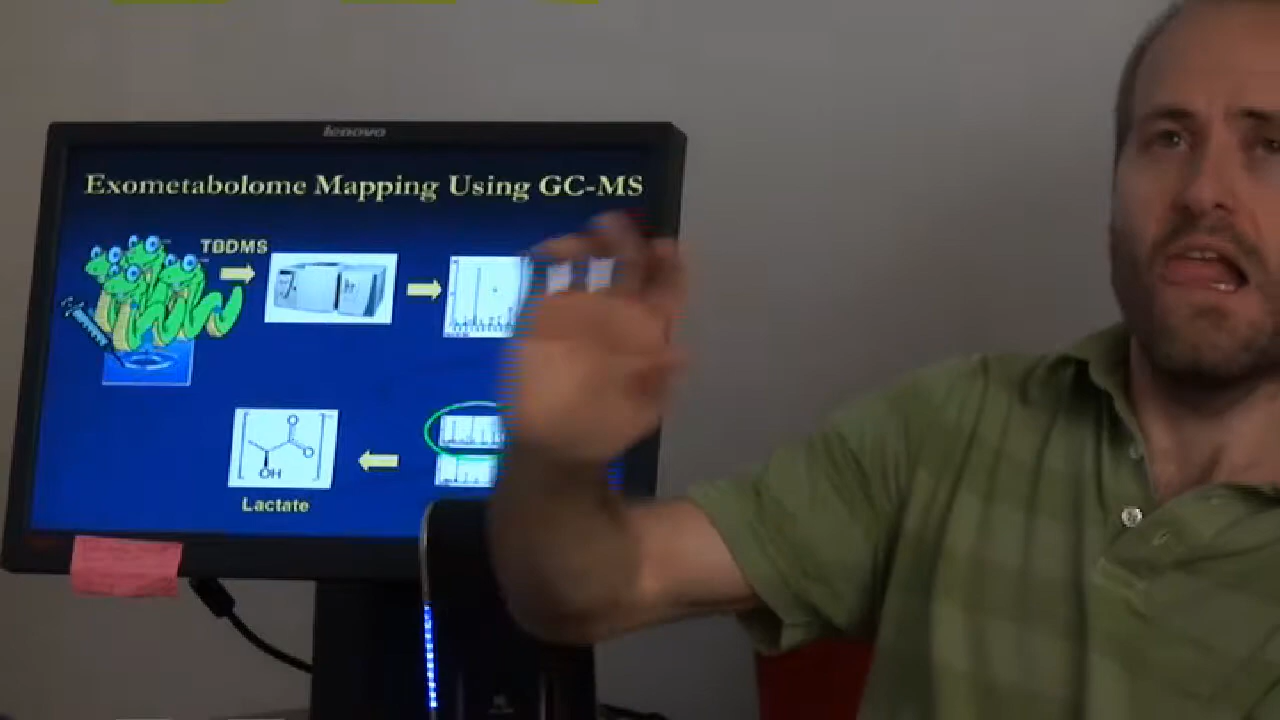 lenovo
Exometabolome Mapping Using GC-MS
TBDMS
OH
Lactate